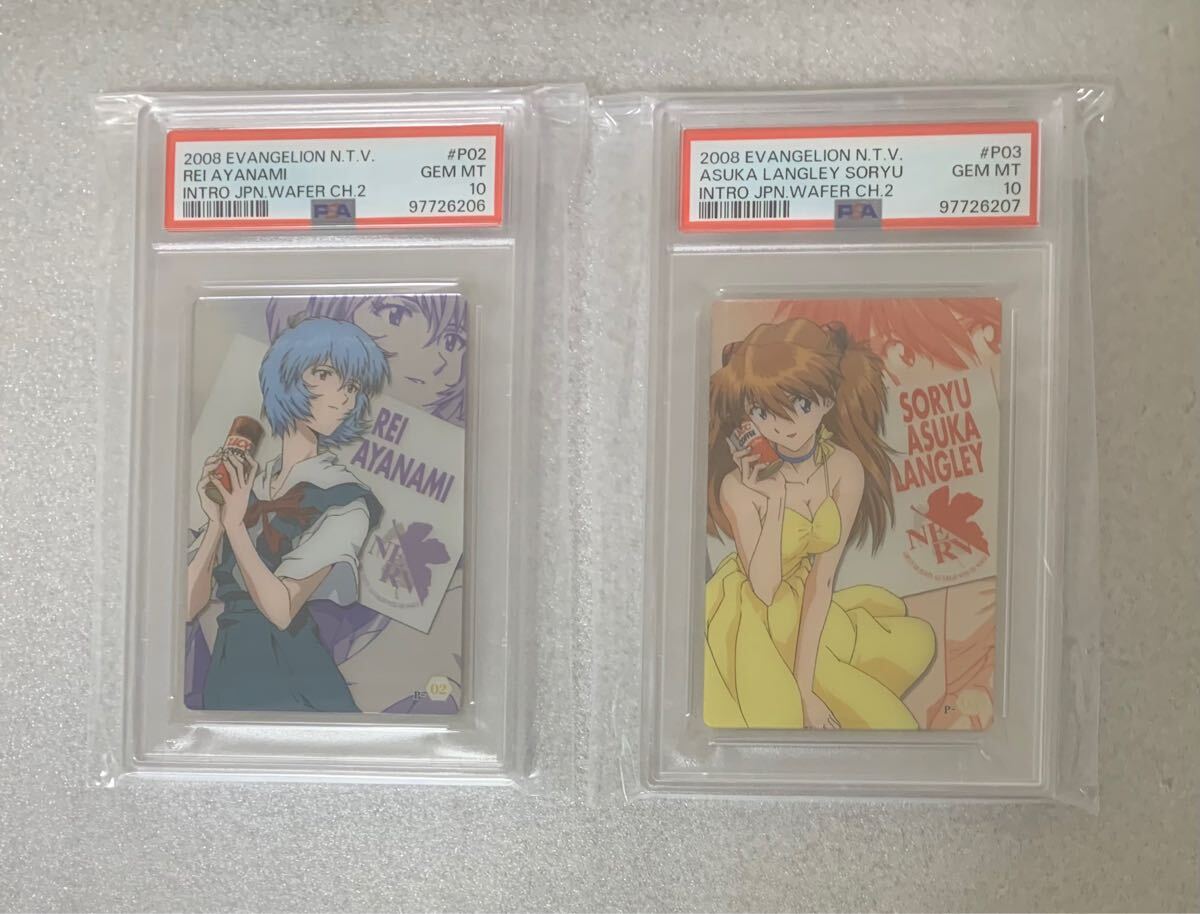 2008 EVANGELION N.T.V. #P02
REI AYANAMI GEM MT
INTRO JPN.WAFER CH.2 10
PSA 97726206
REI
AYANAMI
NERV
P- 02
2008 EVANGELION N.T.V. #P03
ASUKA LANGLEY SORYU GEM MT
INTRO JPN.WAFER CH.2 10
PSA 97726207
COFFEE
SORYU
ASUKA
LANGLEY
NERV
P-